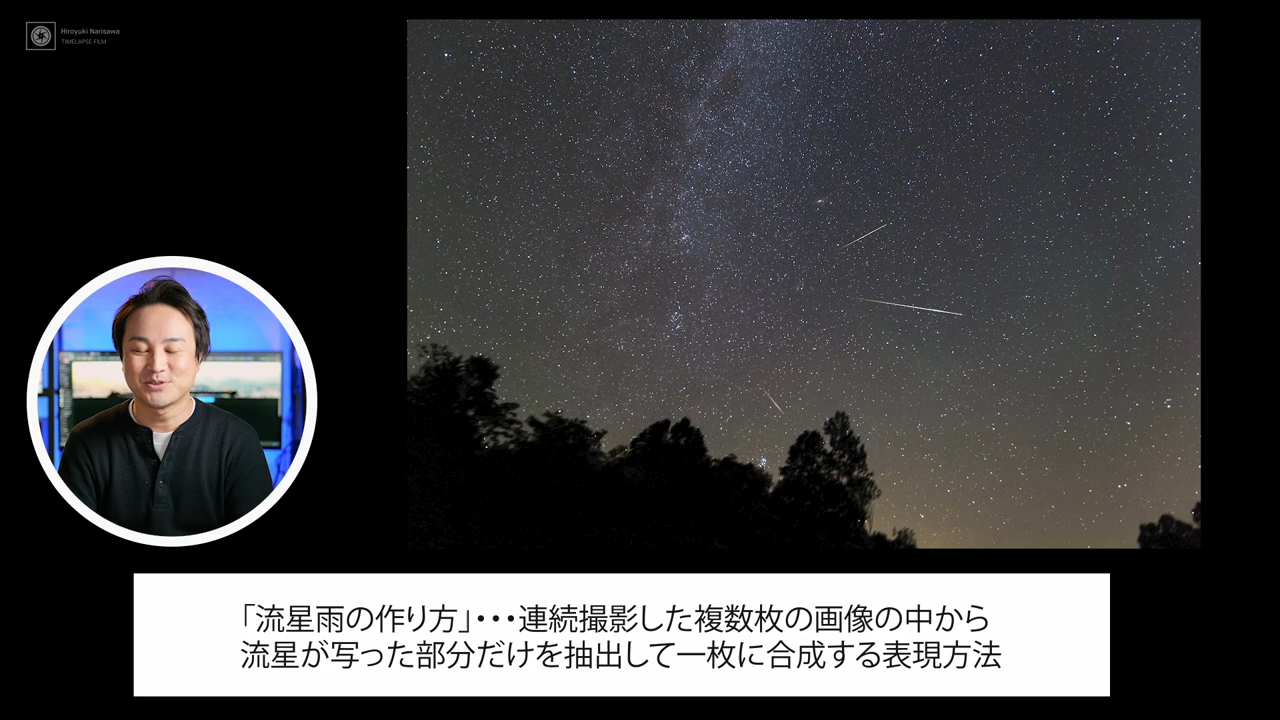 Hiroyuki Narisawa
TIMELAPSE FILM
「流星雨の作り方」・・・連続撮影した複数枚の画像の中から
流星が写った部分だけを抽出して一枚に合成する表現方法